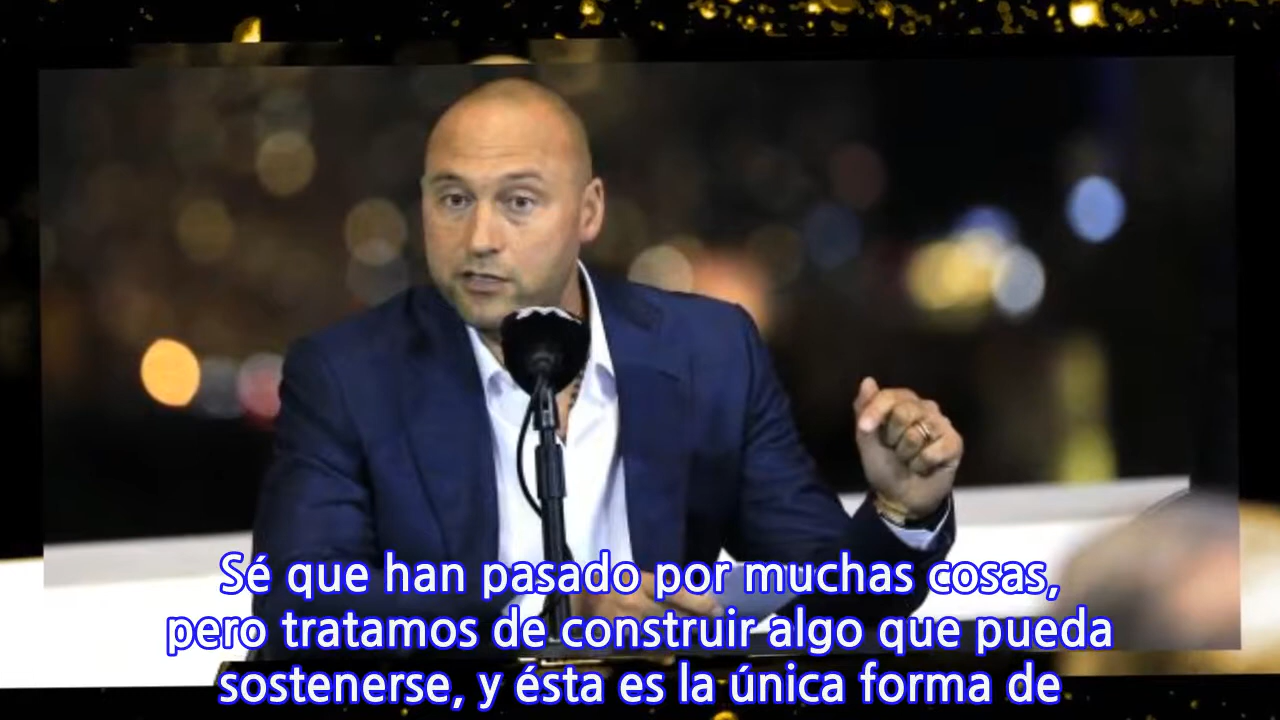 Sé que han pasado por muchas cosas,
pero tratamos de construir algo que pueda
sostenerse, y ésta es la única forma de